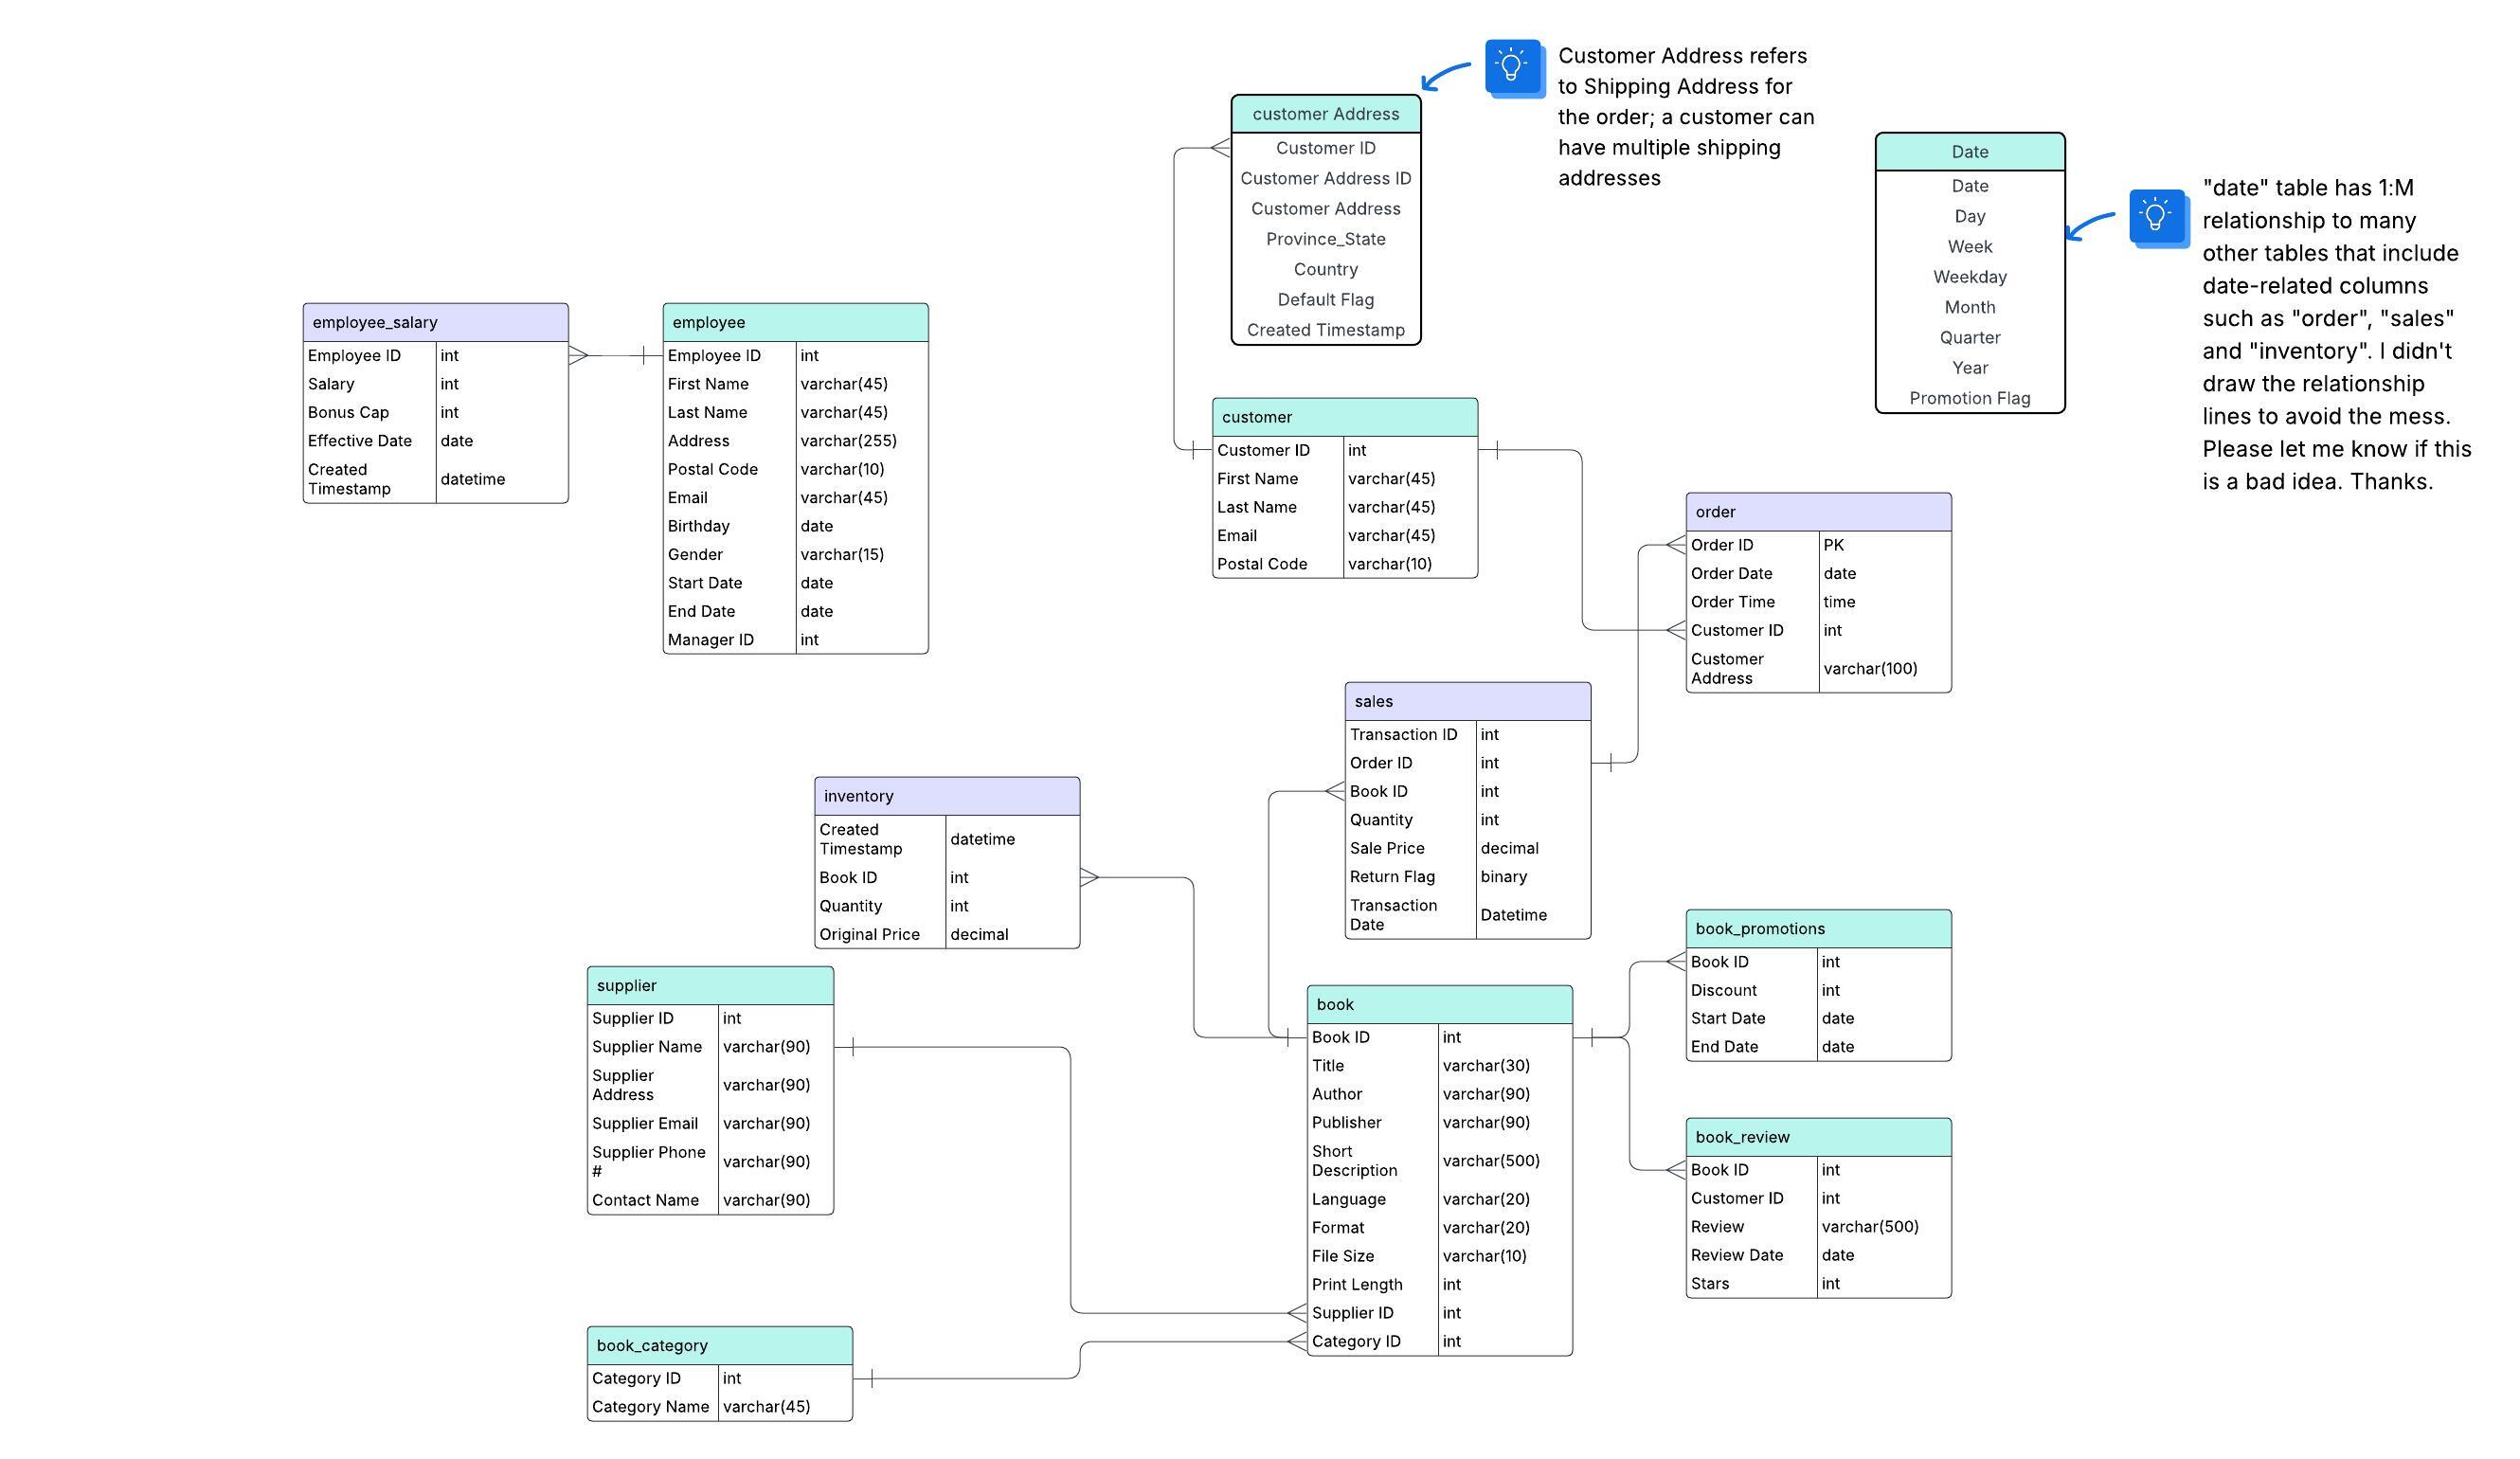 Customer Address refers
to Shipping Address for
the order; a customer can
have multiple shipping
addresses
customer Address
Customer ID
Customer Address ID
Customer Address
Province_State
Country
Default Flag
Created Timestamp
Date
Date
Day
Week
Weekday
Month
Quarter
Year
Promotion Flag
"date" table has 1:M
relationship to many
other tables that include
date-related columns
such as "order", "sales"
and "inventory". I didn't
draw the relationship
lines to avoid the mess.
Please let me know if this
is a bad idea. Thanks.
employee_salary
Employee ID int
Salary int
Bonus Cap int
Effective Date date
Created
Timestamp datetime
employee
Employee ID int
First Name varchar(45)
Last Name varchar(45)
Address varchar(255)
Postal Code varchar(10)
Email varchar(45)
Birthday date
Gender varchar(15)
Start Date date
End Date date
Manager ID int
customer
Customer ID int
First Name varchar(45)
Last Name varchar(45)
Email varchar(45)
Postal Code varchar(10)
order
Order ID PK
Order Date date
Order Time time
Customer ID int
Customer
Address varchar(100)
sales
Transaction ID int
Order ID int
Book ID int
Quantity int
Sale Price decimal
Return Flag binary
Transaction
Date Datetime
inventory
Created
Timestamp datetime
Book ID int
Quantity int
Original Price decimal
supplier
Supplier ID int
Supplier Name varchar(90)
Supplier
Address varchar(90)
Supplier Email varchar(90)
Supplier Phone
# varchar(90)
Contact Name varchar(90)
book
Book ID int
Title varchar(30)
Author varchar(90)
Publisher varchar(90)
Short
Description varchar(500)
Language varchar(20)
Format varchar(20)
File Size varchar(10)
Print Length int
Supplier ID int
Category ID int
book_promotions
Book ID int
Discount int
Start Date date
End Date date
book_review
Book ID int
Customer ID int
Review varchar(500)
Review Date date
Stars int
book_category
Category ID int
Category Name varchar(45)